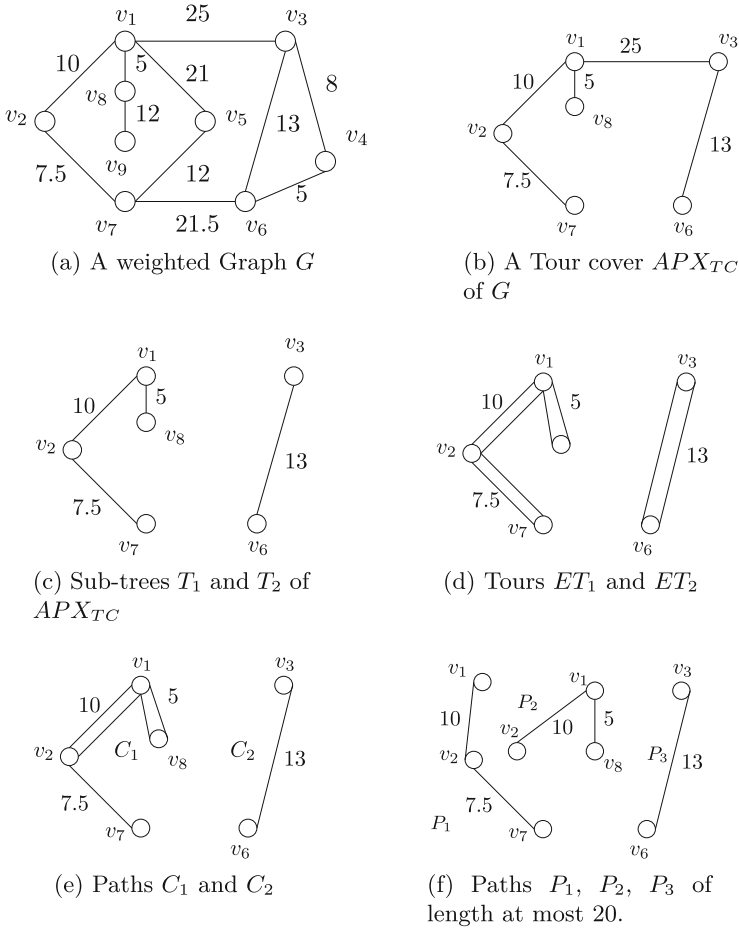 25
v₁
v₃
10
5
21
8
v₈
v₂
12
v₅
13
v₄
v₉
7.5
12
5
v₇
21.5
v₆
(a) A weighted Graph G
v₁
25
v₃
10
5
v₈
v₂
13
7.5
v₇
v₆
(b) A Tour cover APX_TC
of G
v₁
v₃
10
5
v₈
v₂
13
7.5
v₇
v₆
(c) Sub-trees T₁ and T₂ of
APX_TC
v₁
v₃
10
5
v₂
13
7.5
v₇
v₆
(d) Tours ET₁ and ET₂
v₁
v₃
10
5
v₂
C₁
v₈
C₂
13
7.5
v₇
v₆
(e) Paths C₁ and C₂
v₁
v₁
v₃
P₂
10
v₂
10
5
v₂
v₈
P₃
13
7.5
P₁
v₇
v₆
(f) Paths P₁, P₂, P₃ of
length at most 20.